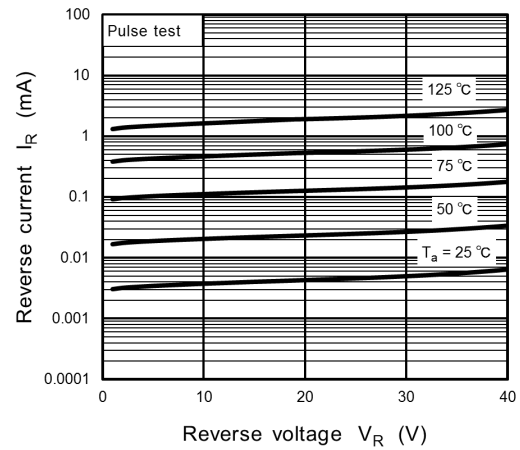 100
Pulse test
10
125 °C
1
100 °C
75 °C
0.1
50 °C
0.01
Ta = 25 °C
0.001
0.0001
0
10
20
30
40
Reverse current IR (mA)
Reverse voltage VR (V)